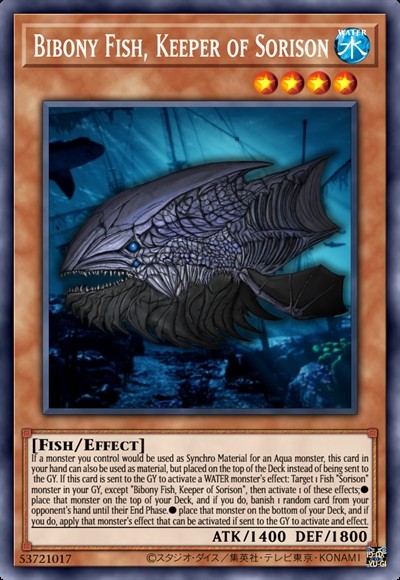 Bibony Fish, Keeper of Sorison
WATER
水
[Fish/Effect]
If a monster you control would be used as Synchro Material for an Aqua monster, this card in
your hand can also be used as material, but placed on the top of the Deck instead of being sent to
the GY. If this card is sent to the GY to activate a WATER monster's effect: Target 1 Fish "Sorison"
monster in your GY, except "Bibony Fish, Keeper of Sorison", then activate 1 of these effects;●
Place that monster on the top of your Deck, and if you do, banish 1 random card from your
opponent's hand until their End Phase.● place that monster on the bottom of your Deck, and if
you do, apply that monster's effect that can be activated if sent to the GY to activate and effect.
ATK/1400 DEF/1800
53721017
©スタジオ・ダイス/集英社・テレビ東京・KONAMI